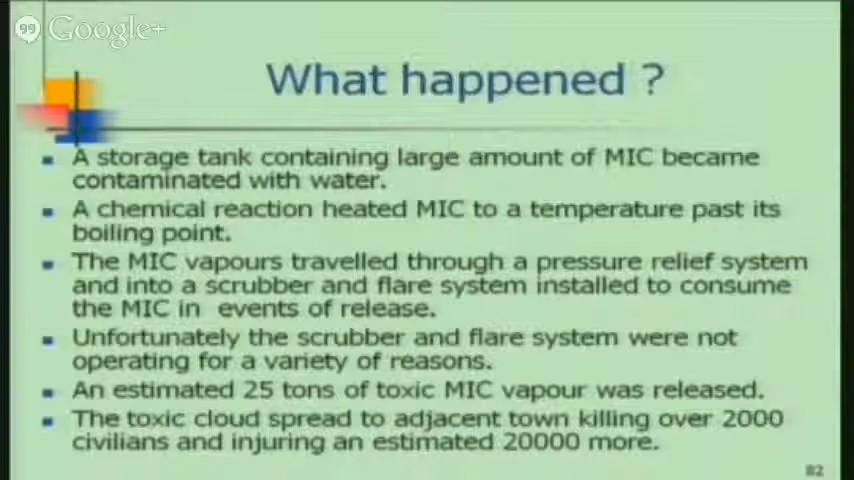 Google+
What happened ?
A storage tank containing large amount of MIC became
contaminated with water.
A chemical reaction heated MIC to a temperature past its
boiling point.
The MIC vapours travelled through a pressure relief system
and into a scrubber and flare system installed to consume
the MIC in events of release.
Unfortunately the scrubber and flare system were not
operating for a variety of reasons.
An estimated 25 tons of toxic MIC vapour was released.
The toxic cloud spread to adjacent town killing over 2000
civilians and injuring an estimated 20000 more.
82